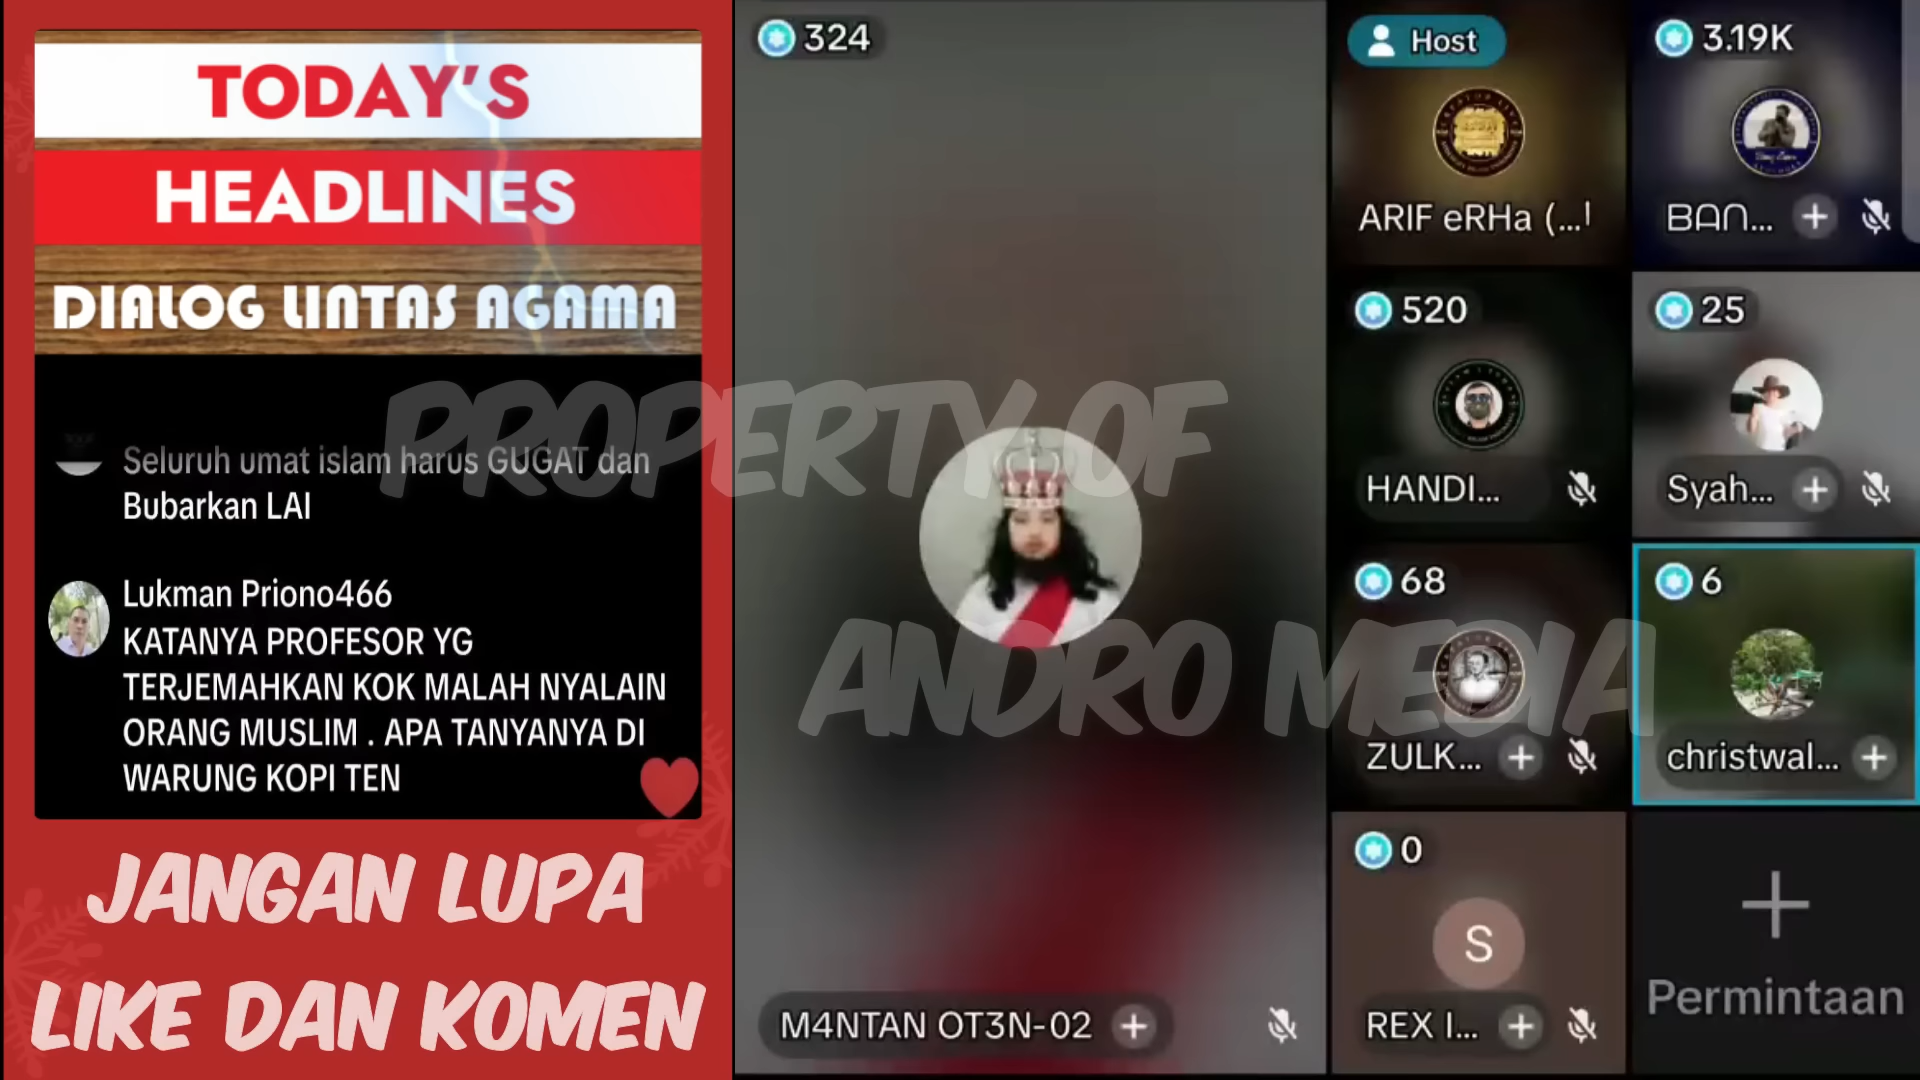 TODAY'S
HEADLINES
DIALOG LINTAS AGAMA
Seluruh umat islam harus GUGAT dan
Bubarkan LAI
Lukman Priono466
KATANYA PROFESOR YG
TERJEMAHKAN KOK MALAH NYALAIN
ORANG MUSLIM . APA TANYANYA DI
WARUNG KOPI TEN
JANGAN LUPA
LIKE DAN KOMEN
PROPERTY OF
ANDRO MEDIA
324
M4NTAN OT3N-02
Host
ARIF eRHa (...
3.19K
BAN...
520
HANDI...
25
Syah...
68
ZULK...
6
christwal...
0
S
REX I...
Permintaan